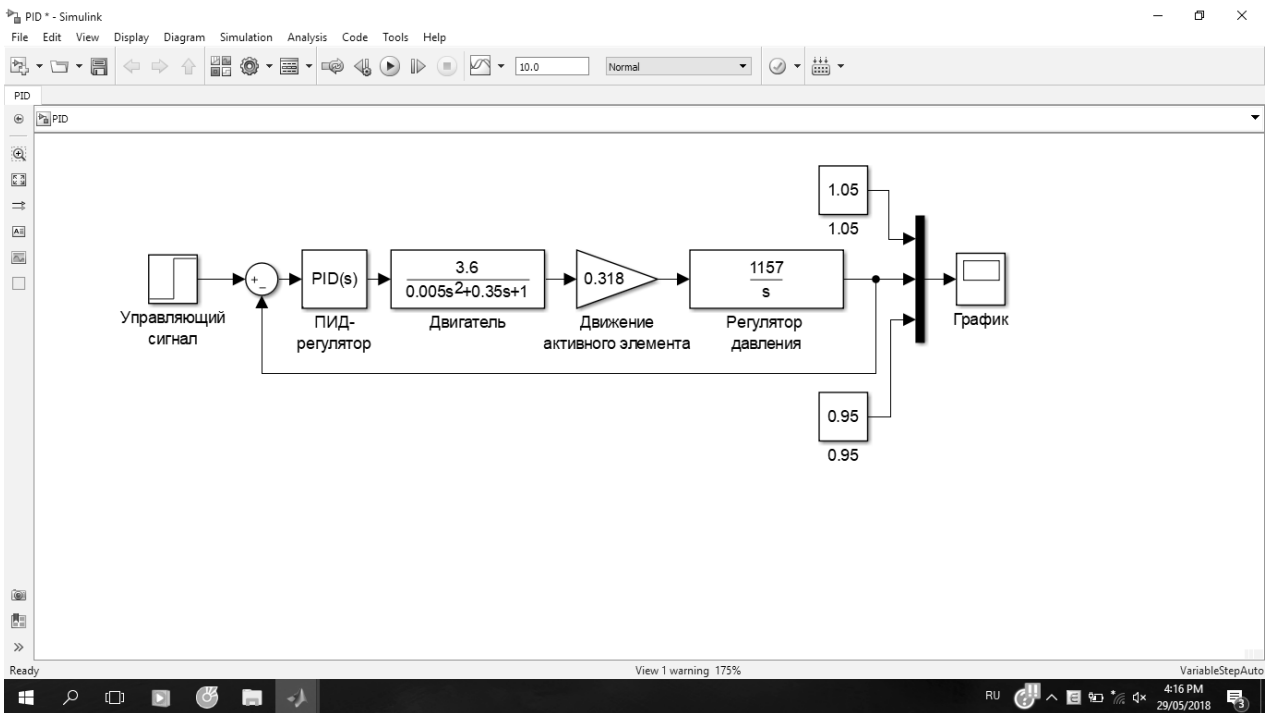 PID * - Simulink
File Edit View Display Diagram Simulation Analysis Code Tools Help
10.0
Normal
PID
PID
1.05
1.05
+
_
PID(s)
3.6
0.005s2+0.35s+1
0.318
1157
s
Управляющий
сигнал
ПИД-
регулятор
Двигатель
Движение
активного элемента
Регулятор
давления
График
0.95
0.95
Ready
View 1 warning 175%
VariableStepAuto
RU
4:16 PM
29/05/2018
3